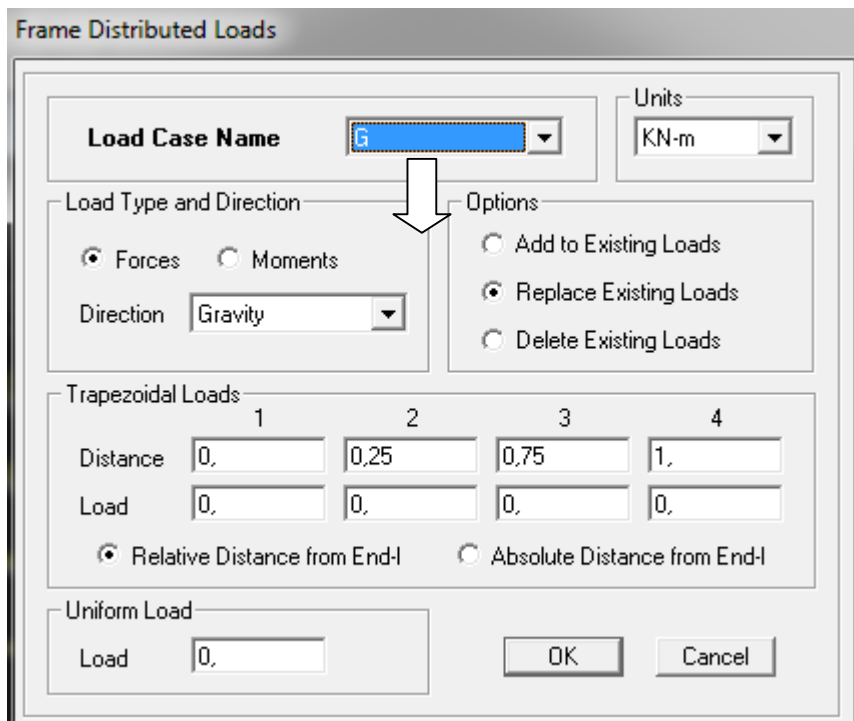 Frame Distributed Loads
Load Case Name G
Units
KN-m
Load Type and Direction
Forces Moments
Direction Gravity
Options
Add to Existing Loads
Replace Existing Loads
Delete Existing Loads
Trapezoidal Loads
1 2 3 4
Distance 0, 0,25 0,75 1,
Load 0, 0, 0, 0,
Relative Distance from End-I Absolute Distance from End-I
Uniform Load
Load 0,
OK Cancel